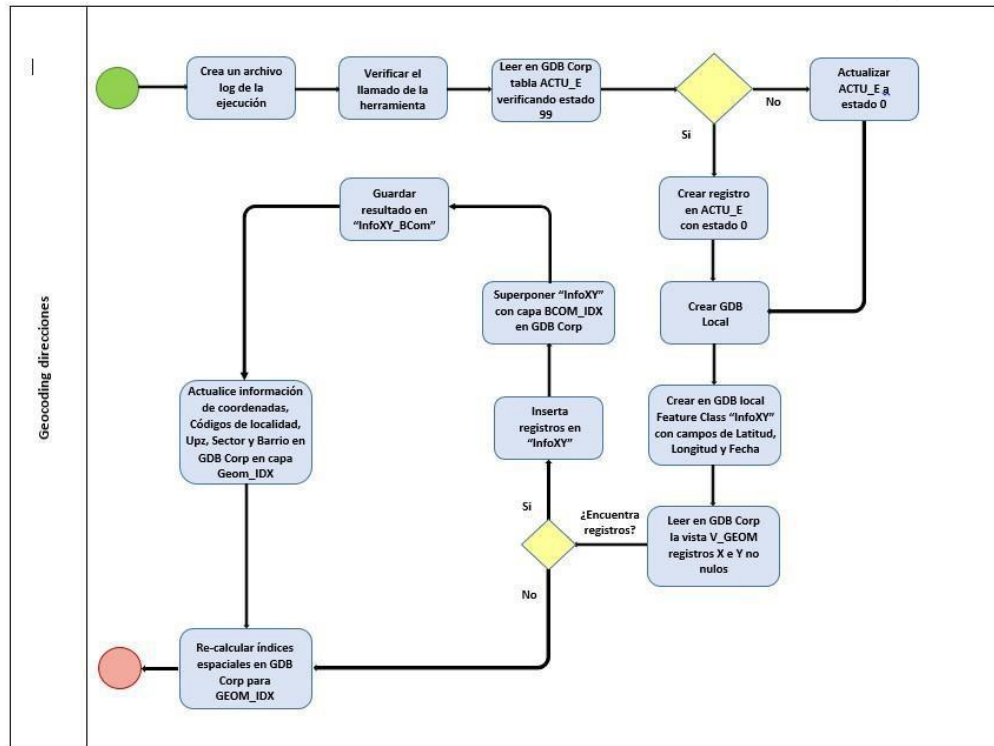 Geocoding direcciones
Crea un archivo
log de la
ejecución
Verificar el
llamado de la
herramienta
Leer en GDB Corp
tabla ACTU_E
verificando estado
99
No
Actualizar
ACTU_E a
estado 0
Si
Crear registro
en ACTU_E
con estado 0
Crear GDB
Local
Crear en GDB local
Feature Class “InfoXY”
con campos de Latitud,
Longitud y Fecha
Leer en GDB Corp
la vista V_GEOM
registros X e Y no
nulos
¿Encuentra
registros?
Si
No
Inserta
registros en
“InfoXY”
Superponer “InfoXY”
con capa BCOM_IDX
en GDB Corp
Guardar
resultado en
“InfoXY_BCom”
Actualice información
de coordenadas,
Códigos de localidad,
Upz, Sector y Barrio en
GDB Corp en capa
Geom_IDX
Re-calcular índices
espaciales en GDB
Corp para
GEOM_IDX